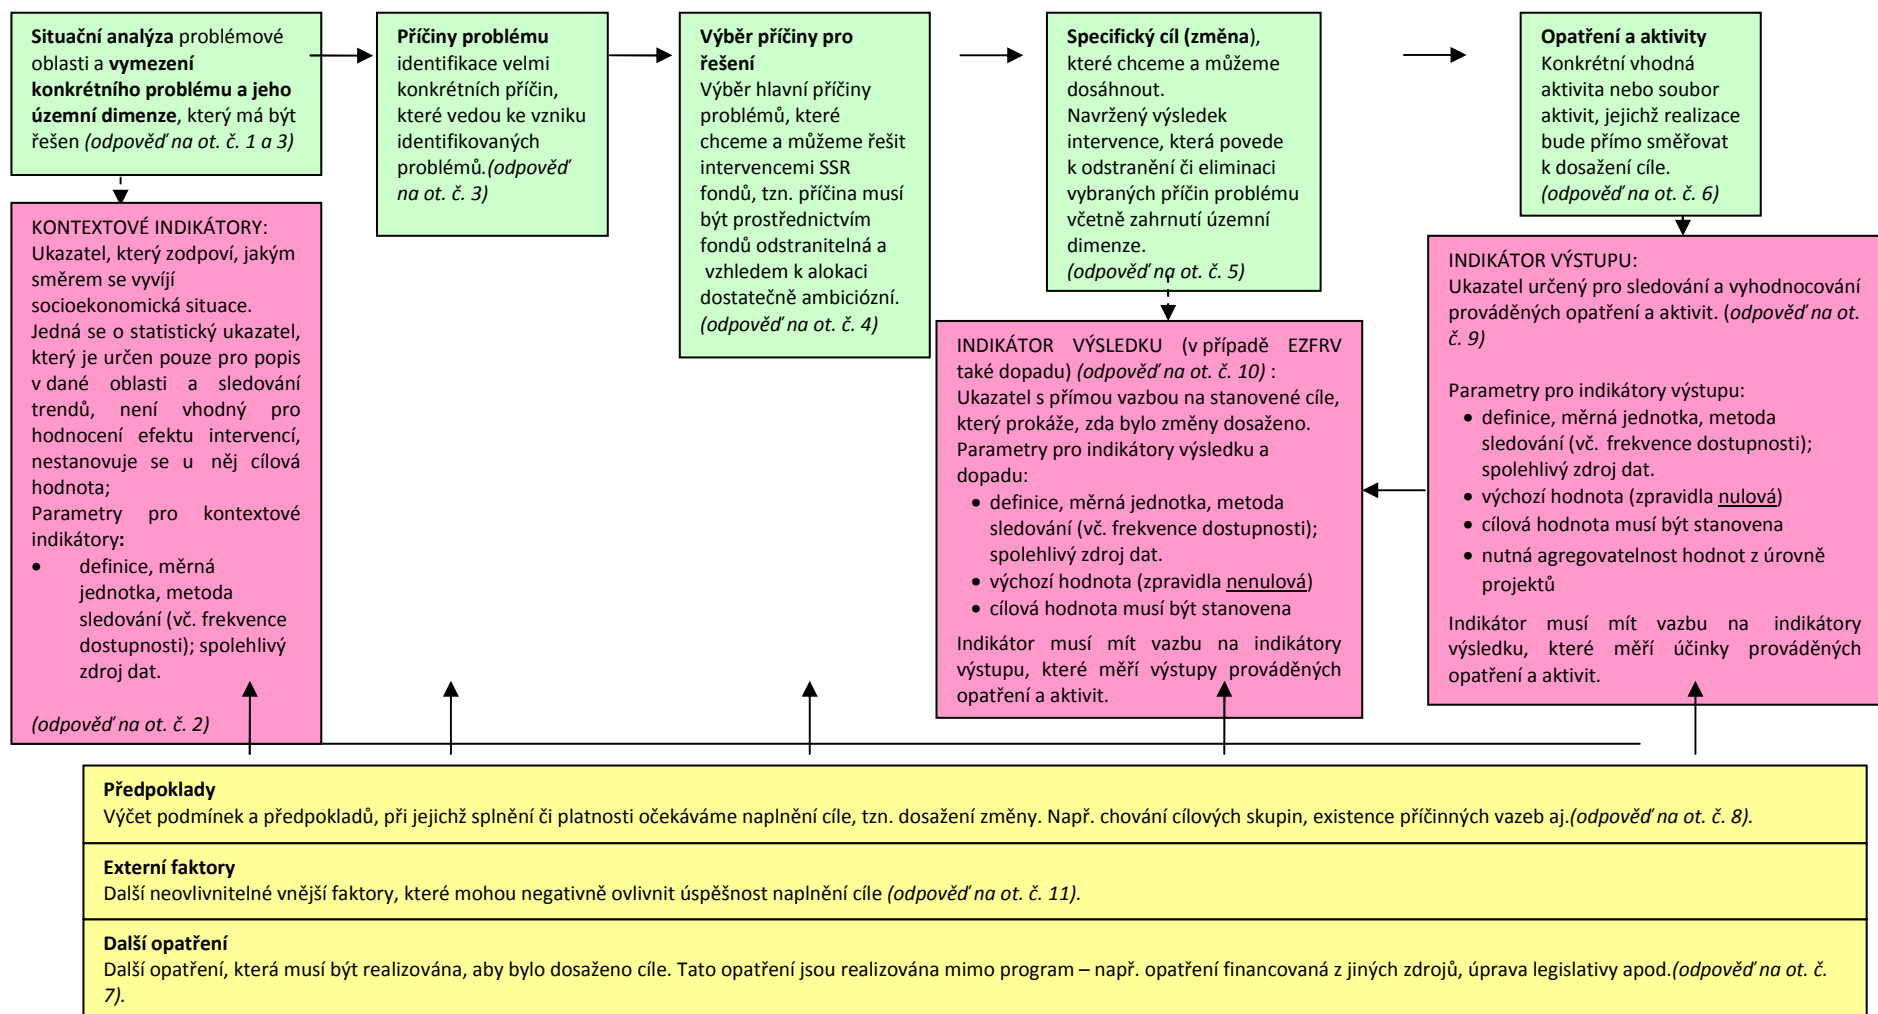 Situační analýza problémové
oblasti a vymezení
konkrétního problému a jeho
územní dimenze, který má být
řešen (odpověď na ot. č. 1 a 3)
Příčiny problému
identifikace velmi
konkrétních příčin,
které vedou ke vzniku
identifikovaných
problémů.(odpověď
na ot. č. 3)
Výběr příčiny pro
řešení
Výběr hlavní příčiny
problémů, které
chceme a můžeme řešit
intervencemi SSR
fondů, tzn. příčina musí
být prostřednictvím
fondů odstranitelná a
vzhledem k alokaci
dostatečně ambiciózní.
(odpověď na ot. č. 4)
Specifický cíl (změna),
které chceme a můžeme
dosáhnout.
Navržený výsledek
intervence, která povede
k odstranění či eliminaci
vybraných příčin problému
včetně zahrnutí územní
dimenze.
(odpověď na ot. č. 5)
Opatření a aktivity
Konkrétní vhodná
aktivita nebo soubor
aktivit, jejichž realizace
bude přímo směřovat
k dosažení cíle.
(odpověď na ot. č. 6)
KONTEXTOVÉ INDIKÁTORY:
Ukazatel, který zodpoví, jakým
směrem se vyvíjí
socioekonomická situace.
Jedná se o statistický ukazatel,
který je určen pouze pro popis
v dané oblasti a sledování
trendů, není vhodný pro
hodnocení efektu intervencí,
nestanovuje se u něj cílová
hodnota;
Parametry pro kontextové
indikátory:
• definice, měrná
jednotka, metoda
sledování (vč. frekvence
dostupnosti); spolehlivý
zdroj dat.
(odpověď na ot. č. 2)
INDIKÁTOR VÝSLEDKU (v případě EZFRV
také dopadu) (odpověď na ot. č. 10) :
Ukazatel s přímou vazbou na stanovené cíle,
který prokáže, zda bylo změny dosaženo.
Parametry pro indikátory výsledku a
dopadu:
• definice, měrná jednotka, metoda
sledování (vč. frekvence dostupnosti);
spolehlivý zdroj dat.
• výchozí hodnota (zpravidla nenulová)
• cílová hodnota musí být stanovena
Indikátor musí mít vazbu na indikátory
výstupu, které měří výstupy prováděných
opatření a aktivit.
INDIKÁTOR VÝSTUPU:
Ukazatel určený pro sledování a vyhodnocování
prováděných opatření a aktivit. (odpověď na ot.
č. 9)
Parametry pro indikátory výstupu:
• definice, měrná jednotka, metoda
sledování (vč. frekvence dostupnosti);
spolehlivý zdroj dat.
• výchozí hodnota (zpravidla nulová)
• cílová hodnota musí být stanovena
• nutná agregovatelnost hodnot z úrovně
projektů
Indikátor musí mít vazbu na indikátory
výsledku, které měří účinky prováděných
opatření a aktivit.
Předpoklady
Výčet podmínek a předpokladů, při jejichž splnění či platnosti očekáváme naplnění cíle, tzn. dosažení změny. Např. chování cílových skupin, existence příčinných vazeb aj.(odpověď na ot. č. 8).
Externí faktory
Další neovlivnitelné vnější faktory, které mohou negativně ovlivnit úspěšnost naplnění cíle (odpověď na ot. č. 11).
Další opatření
Další opatření, která musí být realizována, aby bylo dosaženo cíle. Tato opatření jsou realizována mimo program – např. opatření financovaná z jiných zdrojů, úprava legislativy apod.(odpověď na ot. č.
7).